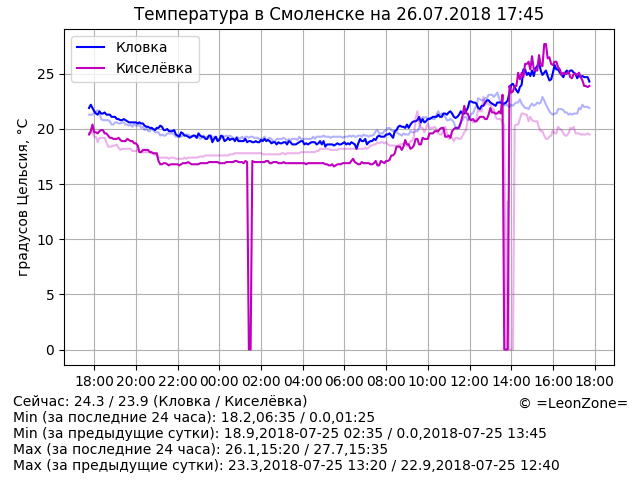 Температура в Смоленске на 26.07.2018 17:45
Кловка
Киселёвка
градусов Цельсия, °C
25
20
15
10
5
0
18:00 20:00 22:00 00:00 02:00 04:00 06:00 08:00 10:00 12:00 14:00 16:00 18:00
Сейчас: 24.3 / 23.9 (Кловка / Киселёвка)
© =LeonZone=
Min (за последние 24 часа): 18.2,06:35 / 0.0,01:25
Min (за предыдущие сутки): 18.9,2018-07-25 02:35 / 0.0,2018-07-25 13:45
Max (за последние 24 часа): 26.1,15:20 / 27.7,15:35
Max (за предыдущие сутки): 23.3,2018-07-25 13:20 / 22.9,2018-07-25 12:40